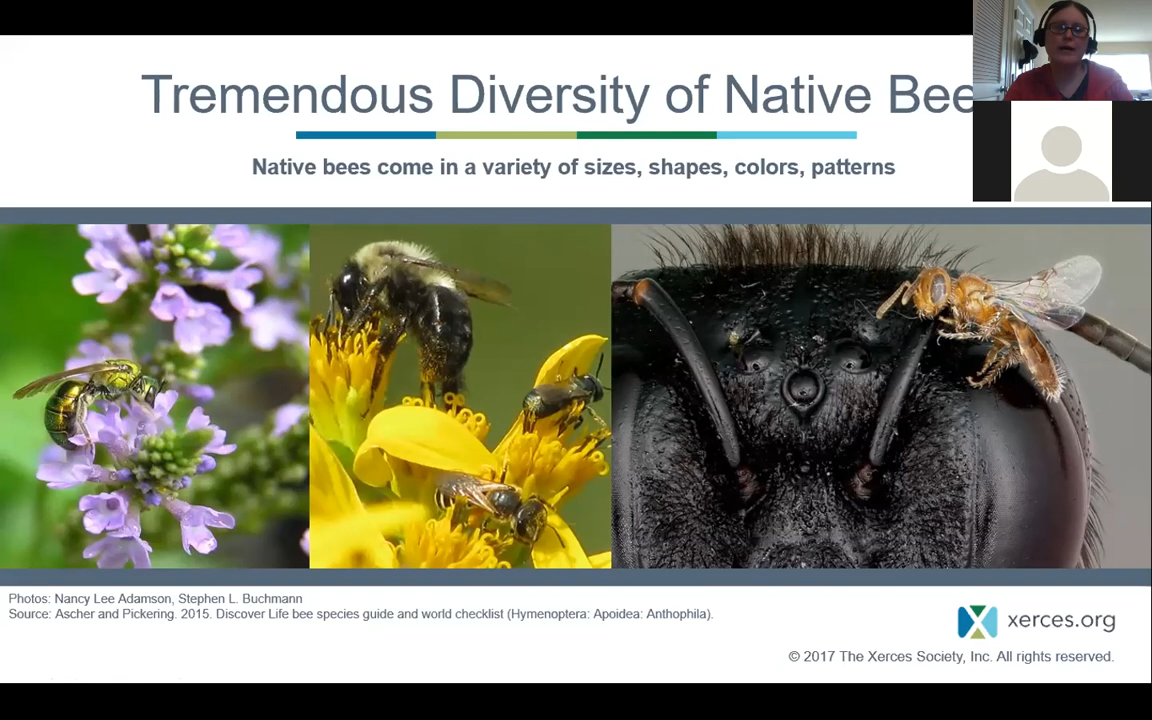 Tremendous Diversity of Native Bee
Native bees come in a variety of sizes, shapes, colors, patterns
Photos: Nancy Lee Adamson, Stephen L. Buchmann
Source: Ascher and Pickering. 2015. Discover Life bee species guide and world checklist (Hymenoptera: Apoidea: Anthophila).
xerces.org
© 2017 The Xerces Society, Inc. All rights reserved.